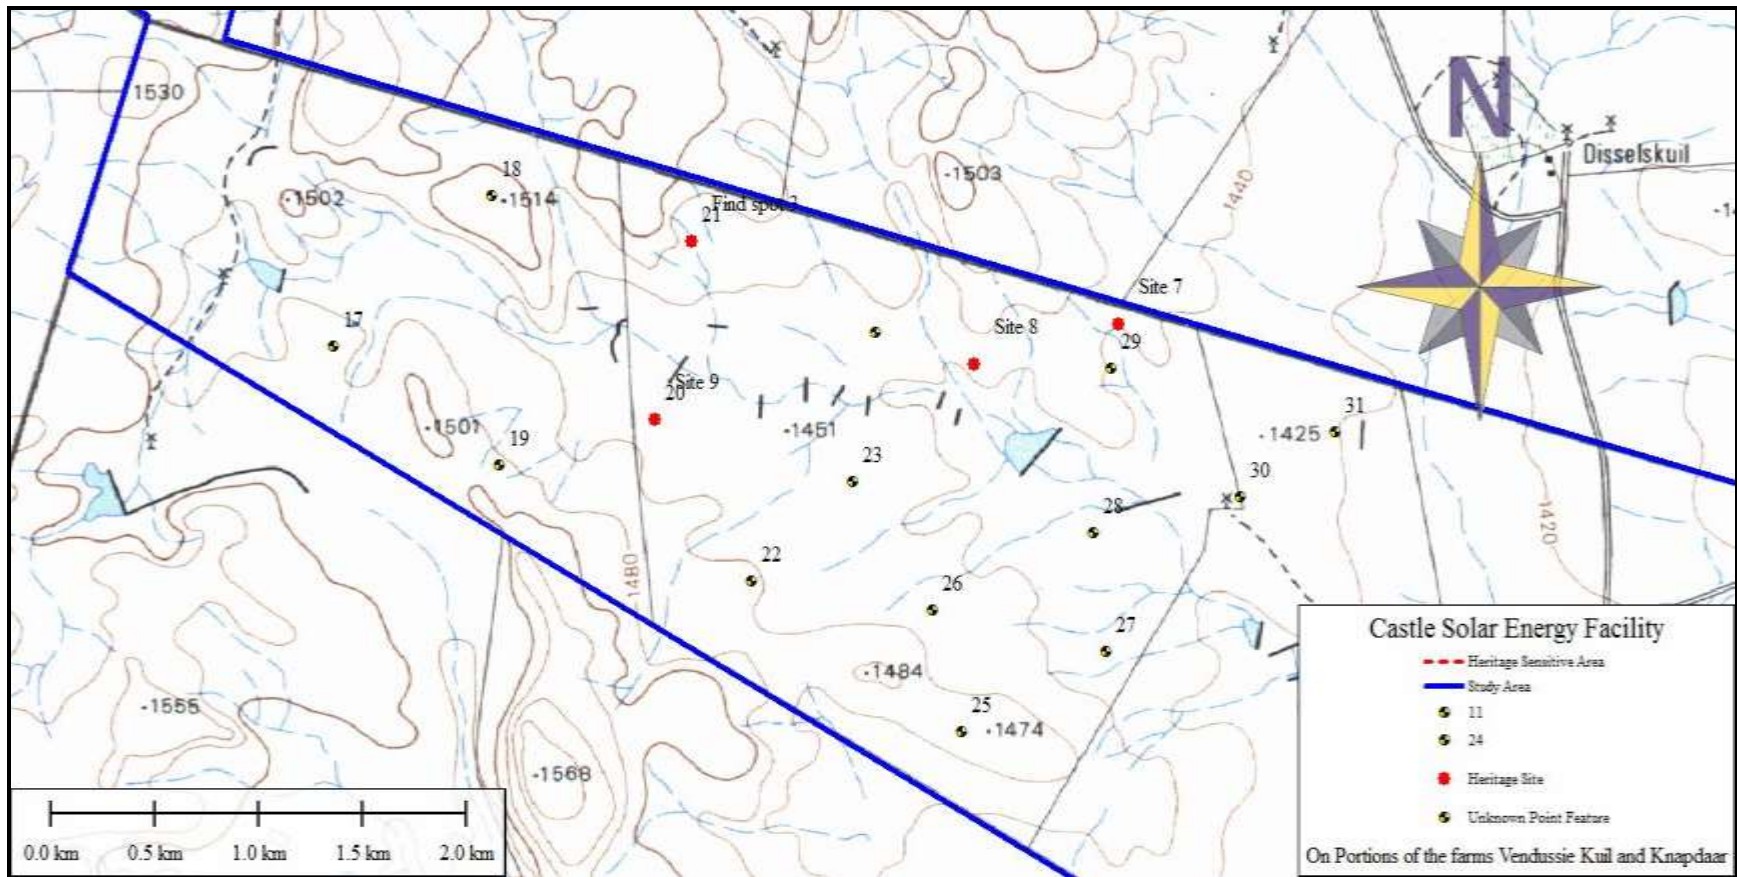 1530
N
Disselskuil
18
1503
1502
1514
1440
Find spot 3
21
Site 7
17
Site 8
29
Site 9
20
31
1501
1451
1425
19
23
30
1420
28
22
1480
26
27
1484
25
1474
1555
1568
Castle Solar Energy Facility
Heritage Sensitive Area
Study Area
11
24
Heritage Site
Unknown Point Feature
On Portions of the farms Vendussie Kuil and Knapdaar
0.0 km 0.5 km 1.0 km 1.5 km 2.0 km